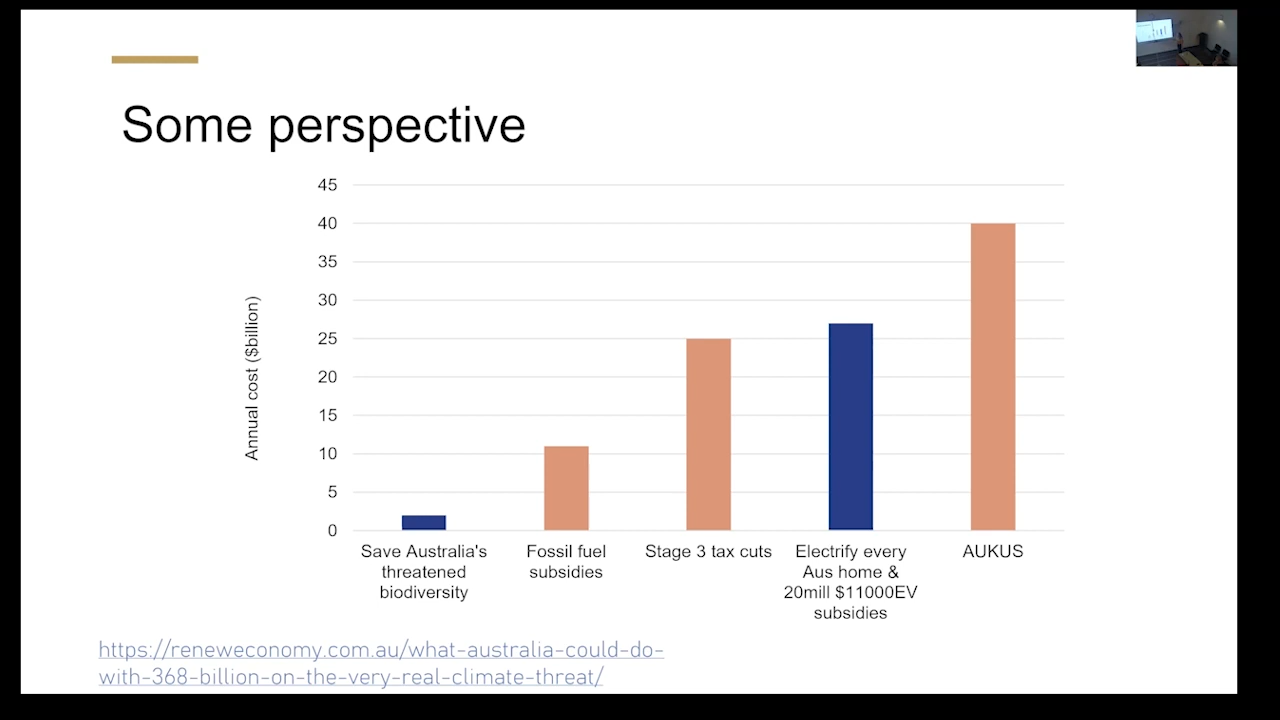 Some perspective
45
40
35
30
25
20
15
10
5
0
Annual cost ($billion)
Save Australia's
threatened
biodiversity
Fossil fuel
subsidies
Stage 3 tax cuts
Electrify every
Aus home &
20mill $11000EV
subsidies
AUKUS
https://reneweconomy.com.au/what-australia-could-do-
with-368-billion-on-the-very-real-climate-threat/